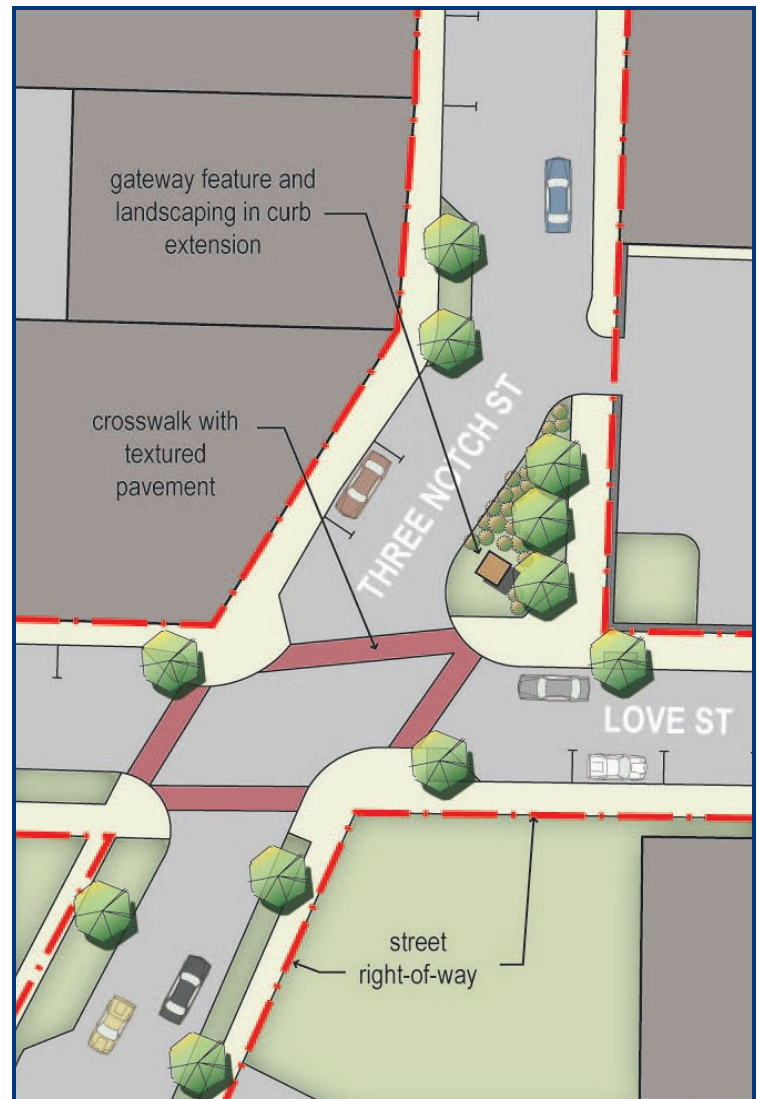 gateway feature and
landscaping in curb
extension
crosswalk with
textured
pavement
THREE NOTCH ST
LOVE ST
street
right-of-way